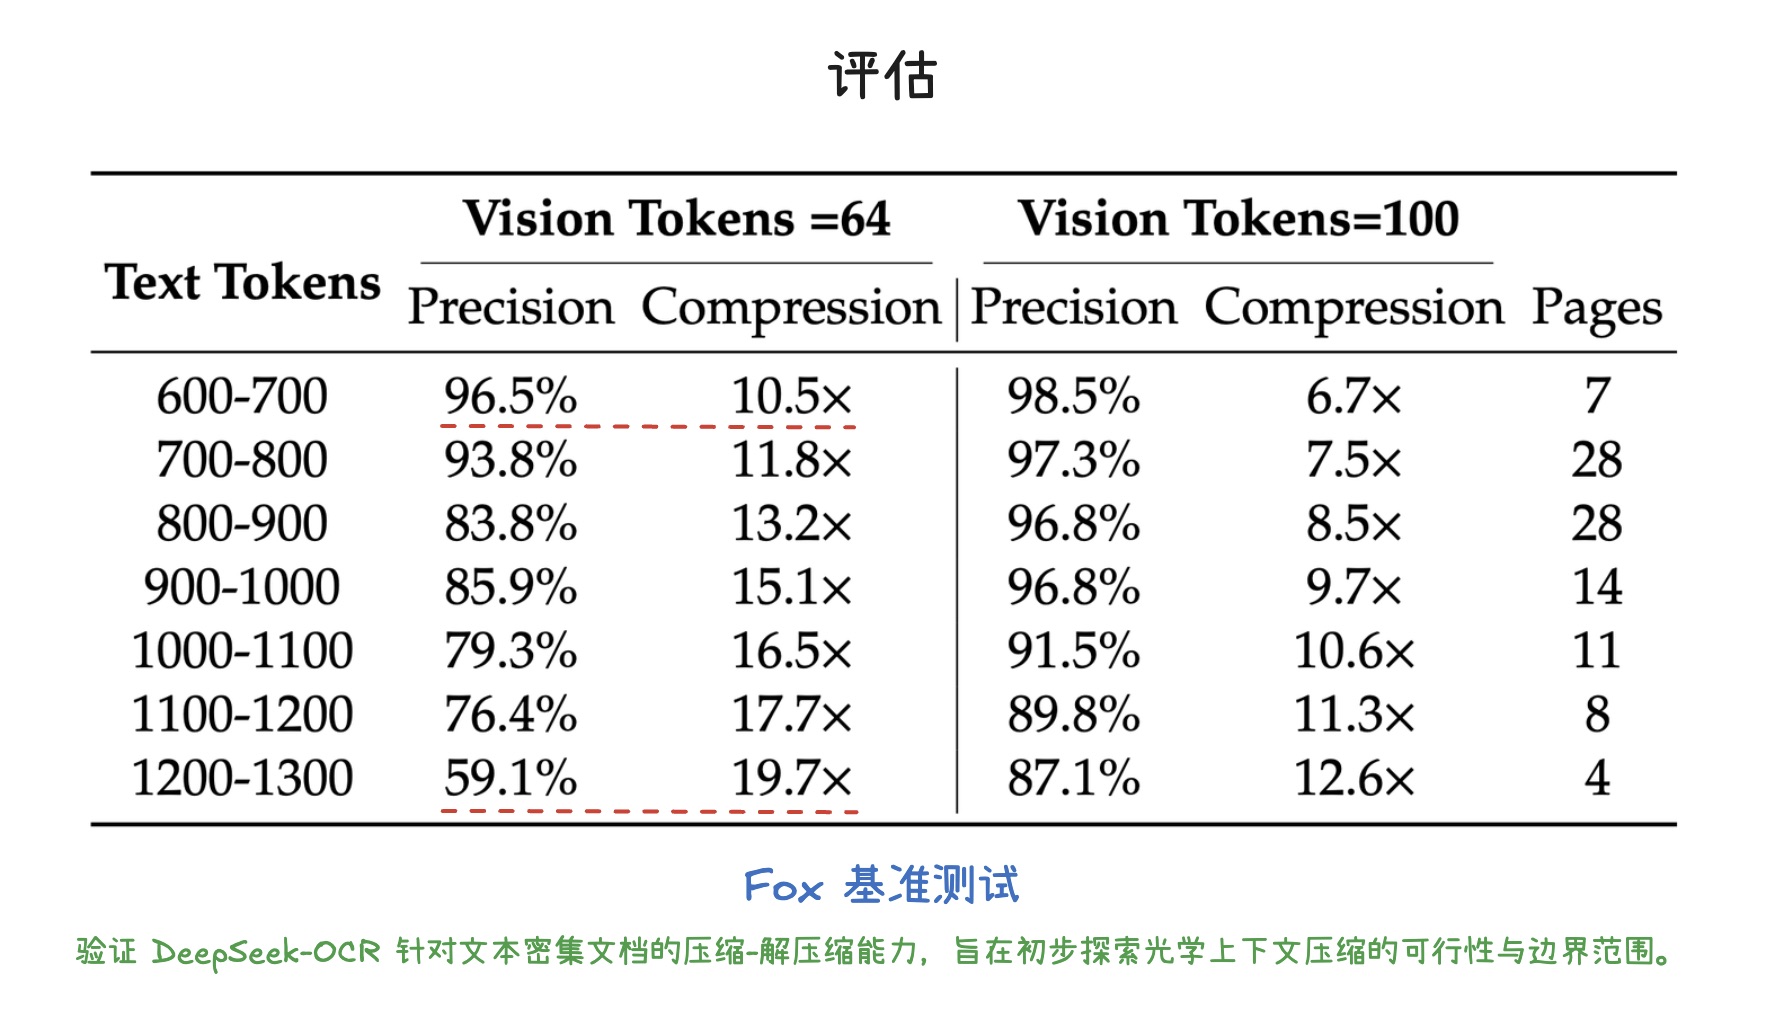 评估
Vision Tokens =64 Vision Tokens=100
Text Tokens
Precision Compression Precision Compression Pages
600-700 96.5% 10.5× 98.5% 6.7× 7
700-800 93.8% 11.8× 97.3% 7.5× 28
800-900 83.8% 13.2× 96.8% 8.5× 28
900-1000 85.9% 15.1× 96.8% 9.7× 14
1000-1100 79.3% 16.5× 91.5% 10.6× 11
1100-1200 76.4% 17.7× 89.8% 11.3× 8
1200-1300 59.1% 19.7× 87.1% 12.6× 4
Fox 基准测试
验证 DeepSeek-OCR 针对文本密集文档的压缩-解压缩能力，旨在初步探索光学上下文压缩的可行性与边界范围。